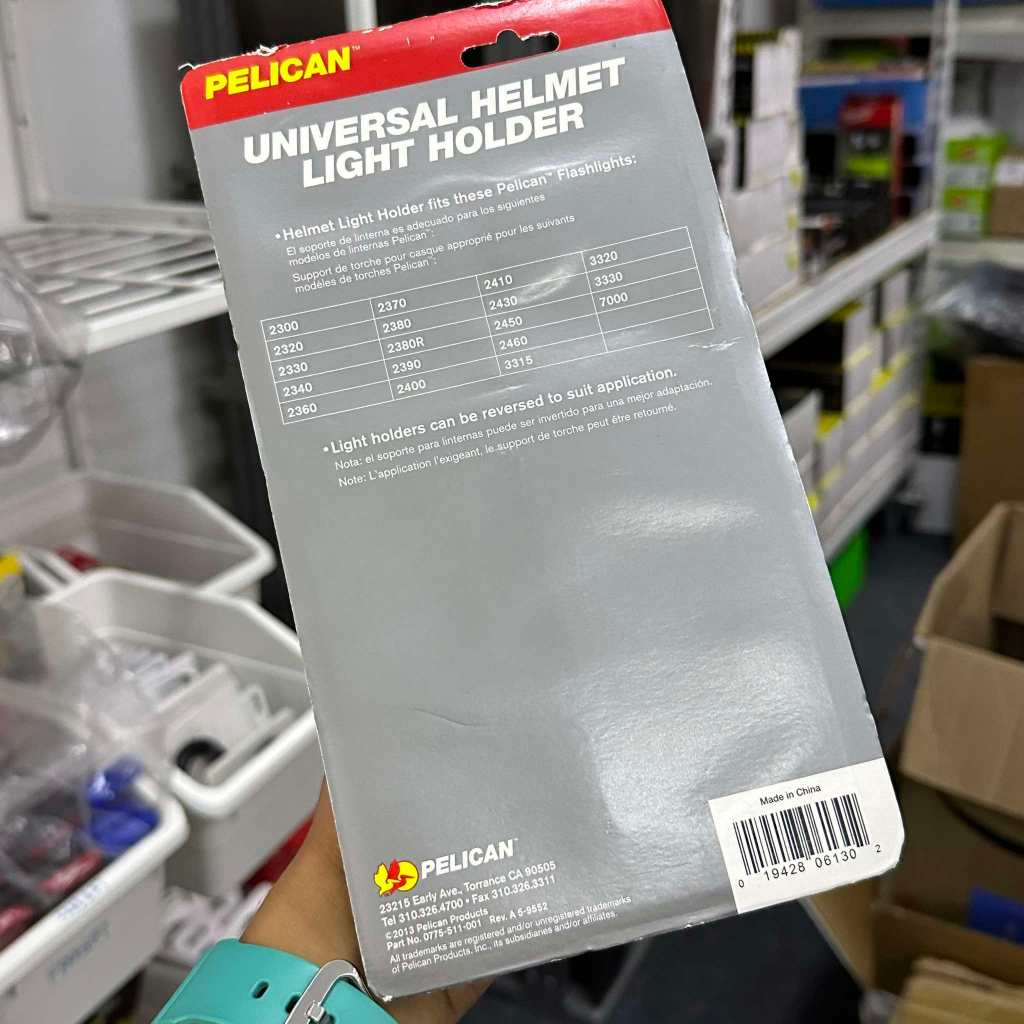 PELICAN™
UNIVERSAL HELMET
LIGHT HOLDER
• Helmet Light Holder fits these Pelican™ Flashlights:
El soporte de linterna es adecuado para los siguientes
modelos de linternas Pelican™:
Support de torche pour casque approprié pour les suivants
modéles de torches Pelican™:
2300 2370 2410 3320
2320 2380 2430 3330
2330 2380R 2450 7000
2340 2390 2460
2360 2400 3315
• Light holders can be reversed to suit application.
Nota: el soporte para linternas puede ser invertido para una mejor adaptación.
Note: L'application l'exigeant, le support de torche peut être retourné.
Made in China
0 19428 06130 2
PELICAN™
23215 Early Ave., Torrance CA 90505
Tel 310.326.4700 • Fax 310.326.3311
©2013 Pelican Products
Part No. 0775-511-001 Rev. A 5-9552
All trademarks are registered and/or unregistered trademarks
of Pelican Products, Inc., its subsidiaries and/or affiliates.